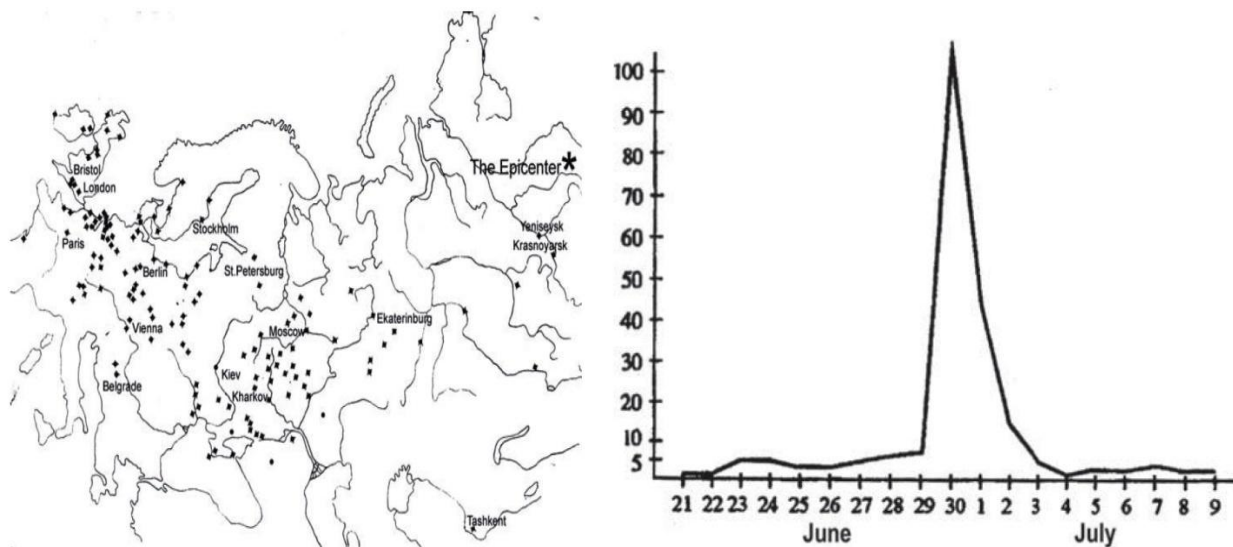 The Epicenter
Bristol
London
Yeniseysk
Stockholm
Paris
Krasnoyarsk
Berlin
St.Petersburg
Ekaterinburg
Vienna
Moscow
Kiev
Belgrade
Kharkov
Tashkent
100
90
80
70
60
50
40
30
20
10
5
21 22 23 24 25 26 27 28 29 30 1 2 3 4 5 6 7 8 9
June July